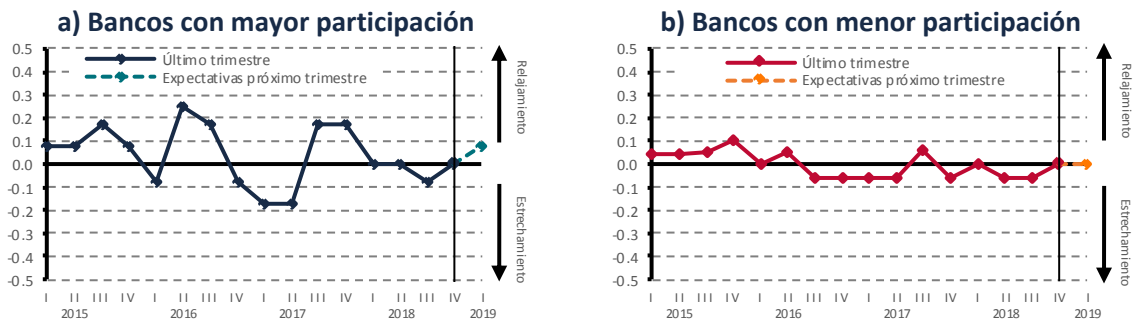 a) Bancos con mayor participación
0.5
0.4
0.3
0.2
0.1
0.0
-0.1
-0.2
-0.3
-0.4
-0.5
Último trimestre
Expectativas próximo trimestre
Relajamiento
Estrechamiento
I II III IV I II III IV I II III IV I II III IV I
2015 2016 2017 2018 2019
b) Bancos con menor participación
0.5
0.4
0.3
0.2
0.1
0.0
-0.1
-0.2
-0.3
-0.4
-0.5
Último trimestre
Expectativas próximo trimestre
Relajamiento
Estrechamiento
I II III IV I II III IV I II III IV I II III IV I
2015 2016 2017 2018 2019